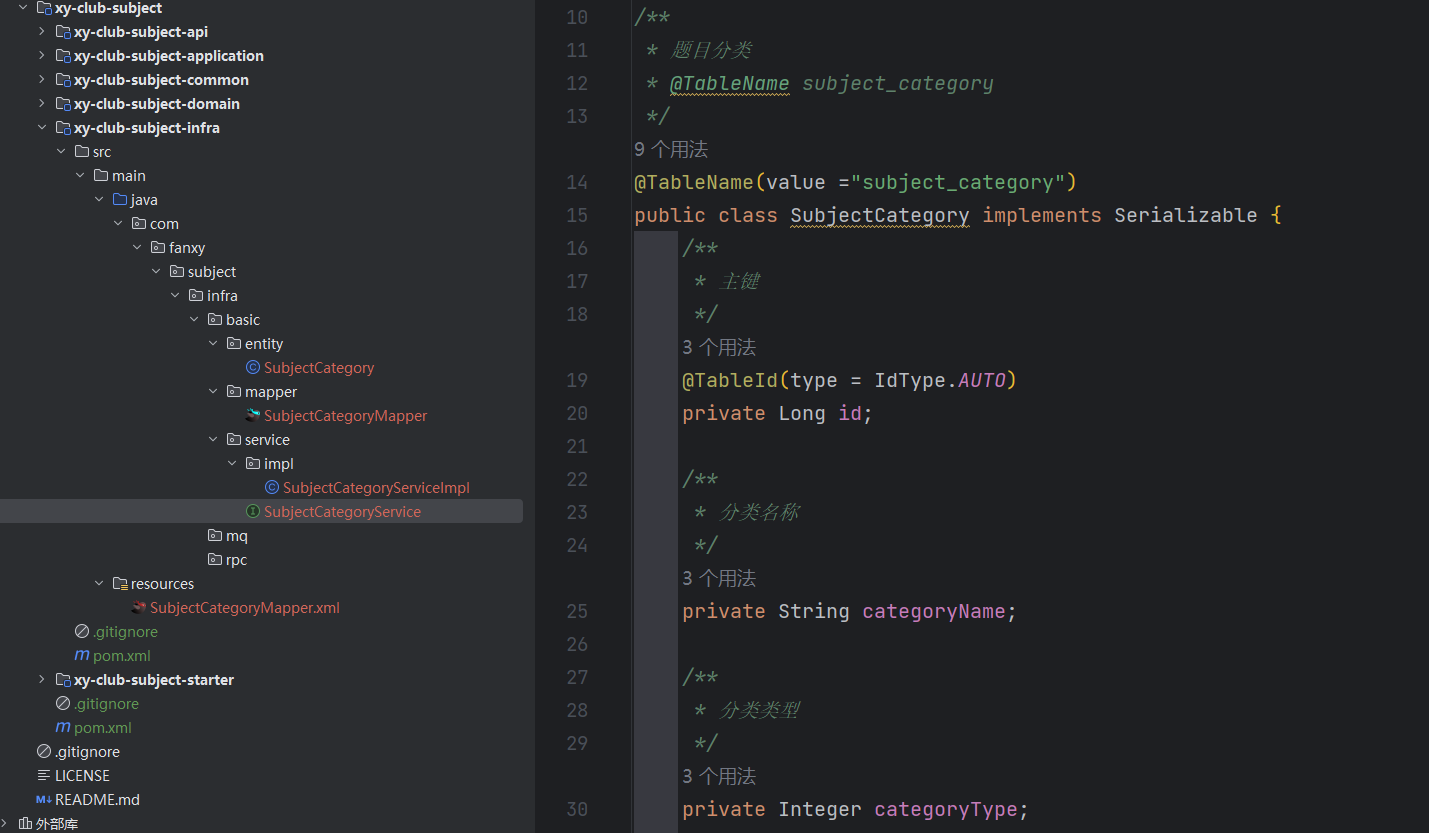 xy-club-subject
xy-club-subject-api
xy-club-subject-application
xy-club-subject-common
xy-club-subject-domain
xy-club-subject-infra
src
main
java
com
fanxy
subject
infra
basic
entity
SubjectCategory
mapper
SubjectCategoryMapper
service
impl
SubjectCategoryServiceImpl
SubjectCategoryService
mq
rpc
resources
SubjectCategoryMapper.xml
.gitignore
pom.xml
xy-club-subject-starter
.gitignore
pom.xml
.gitignore
LICENSE
README.md
外部库
10 /**
11 * 题目分类
12 * @TableName subject_category
13 */
9 个用法
14 @TableName(value ="subject_category")
15 public class SubjectCategory implements Serializable {
16 /**
17 * 主键
18 */
3 个用法
19 @TableId(type = IdType.AUTO)
20 private Long id;
21
22 /**
23 * 分类名称
24 */
3 个用法
25 private String categoryName;
26
27 /**
28 * 分类类型
29 */
3 个用法
30 private Integer categoryType;